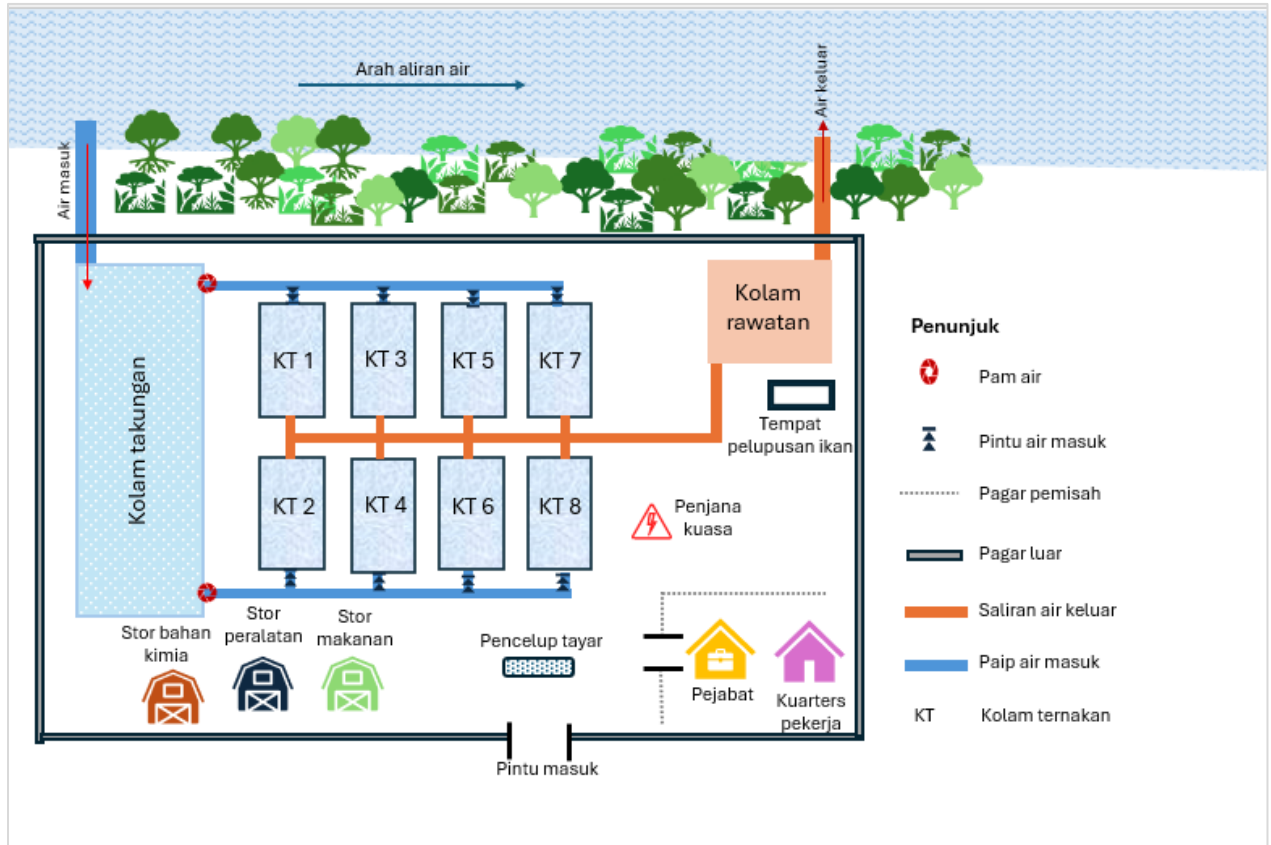 Arah aliran air
Air keluar
Air masuk
Kolam takungan
KT 1
KT 3
KT 5
KT 7
Kolam
rawatan
Tempat
pelupusan ikan
KT 2
KT 4
KT 6
KT 8
Penjana
kuasa
Stor bahan
kimia
Stor
peralatan
Stor
makanan
Pencelup tayar
Pejabat
Kuarters
pekerja
Pintu masuk
Penunjuk
Pam air
Pintu air masuk
Pagar pemisah
Pagar luar
Saliran air keluar
Paip air masuk
KT Kolam ternakan